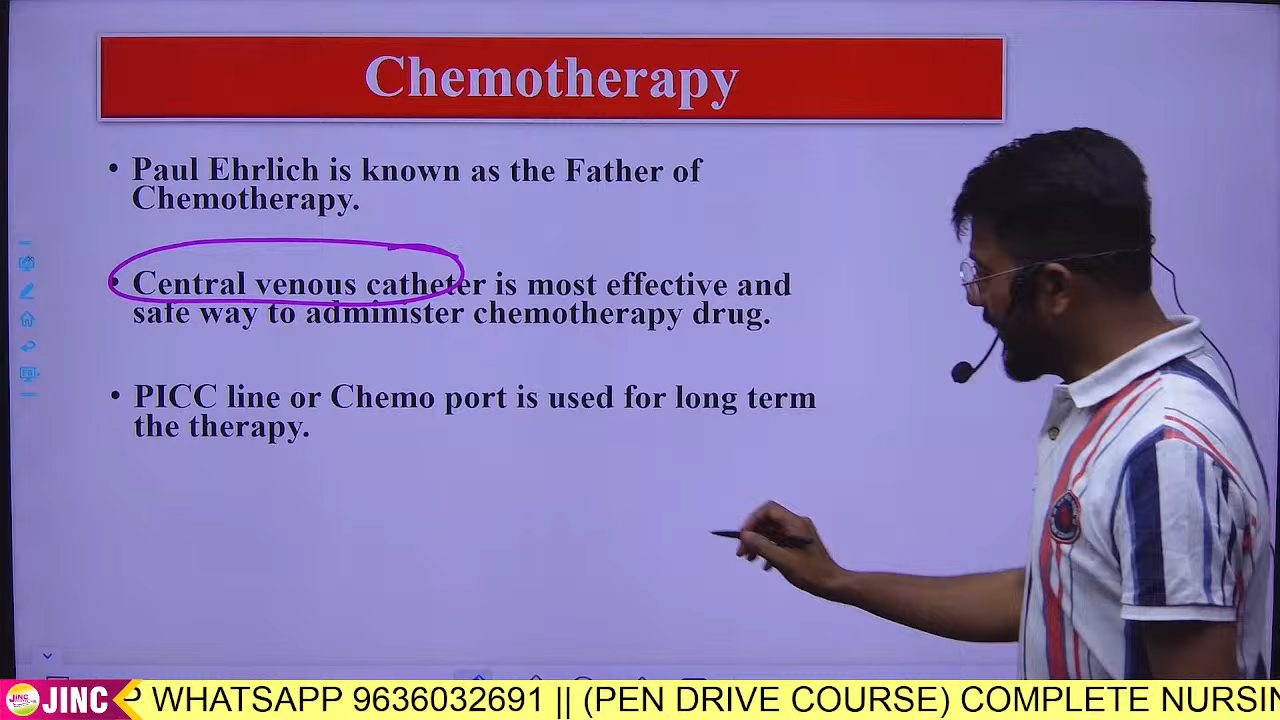 Chemotherapy
• Paul Ehrlich is known as the Father of
Chemotherapy.
• Central venous catheter is most effective and
safe way to administer chemotherapy drug.
• PICC line or Chemo port is used for long term
the therapy.
JINC P WHATSAPP 9636032691 || (PEN DRIVE COURSE) COMPLETE NURSIN